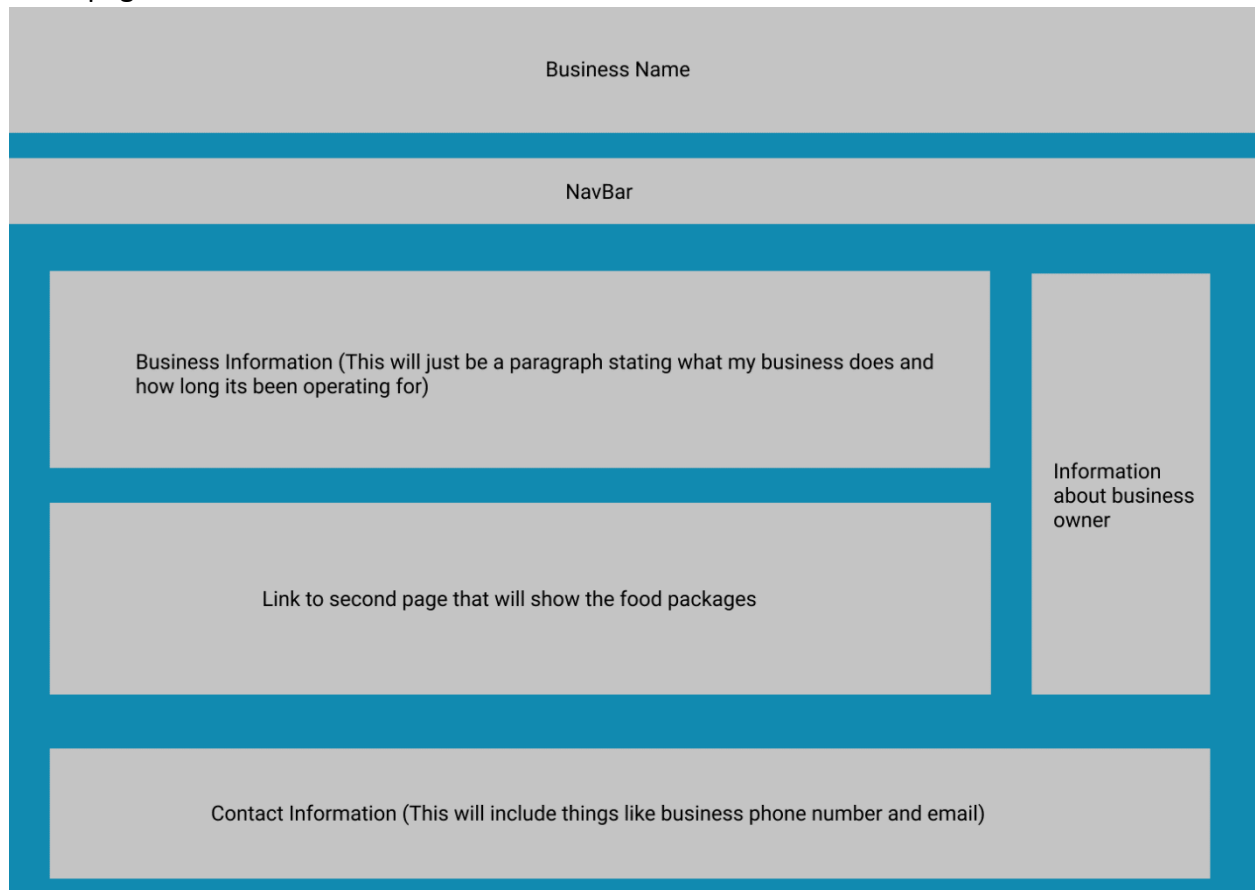 Business Name
NavBar
Business Information (This will just be a paragraph stating what my business does and
how long its been operating for)
Information
about business
owner
Link to second page that will show the food packages
Contact Information (This will include things like business phone number and email)